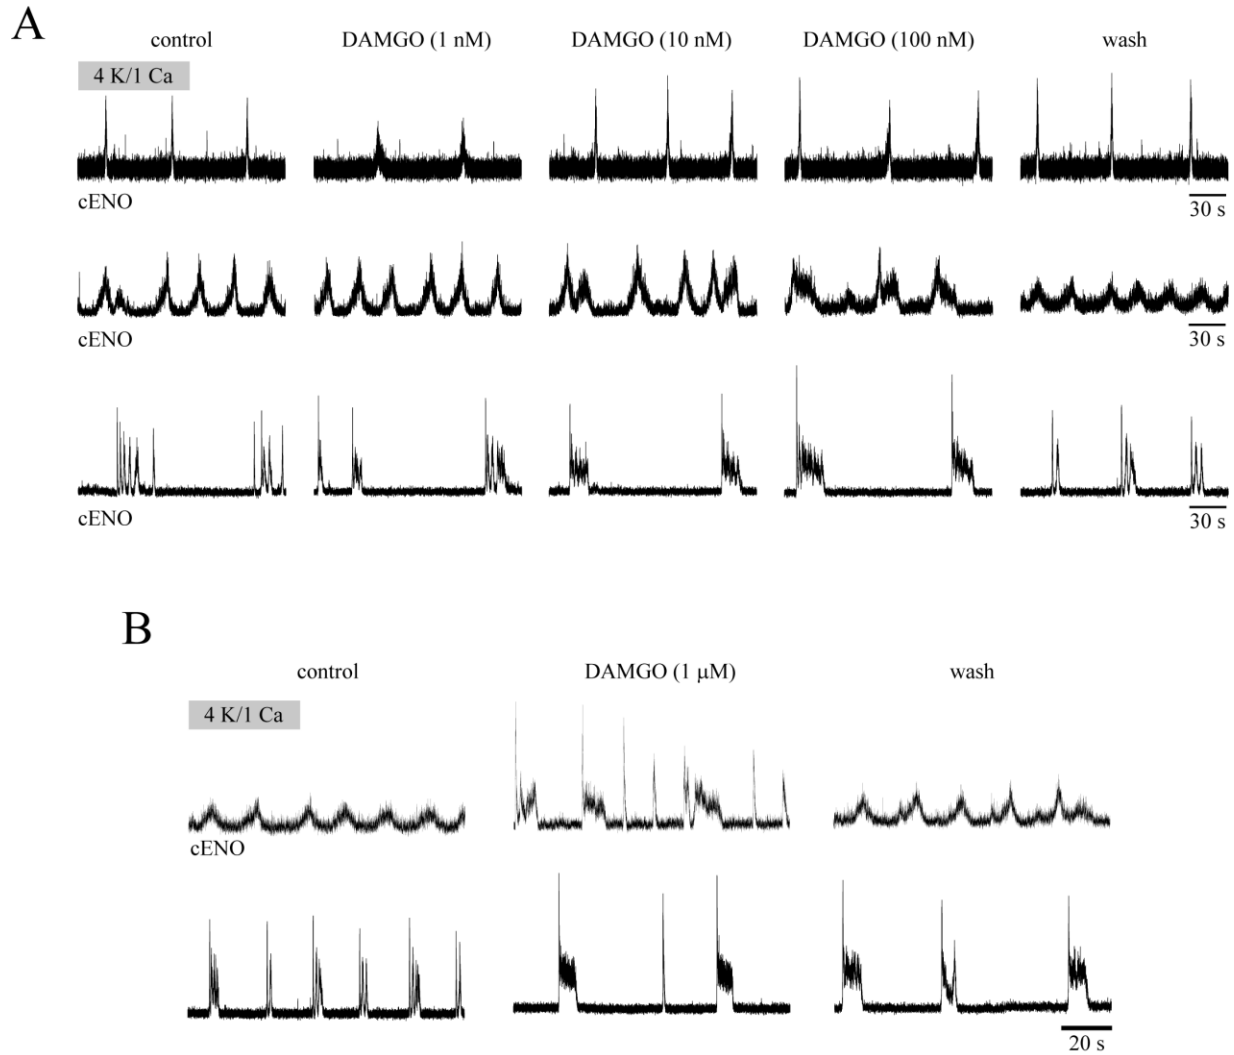 A
control DAMGO (1 nM) DAMGO (10 nM) DAMGO (100 nM) wash
4 K/1 Ca
cENO
30 s
cENO
30 s
cENO
30 s
B
control DAMGO (1 μM) wash
4 K/1 Ca
cENO
20 s